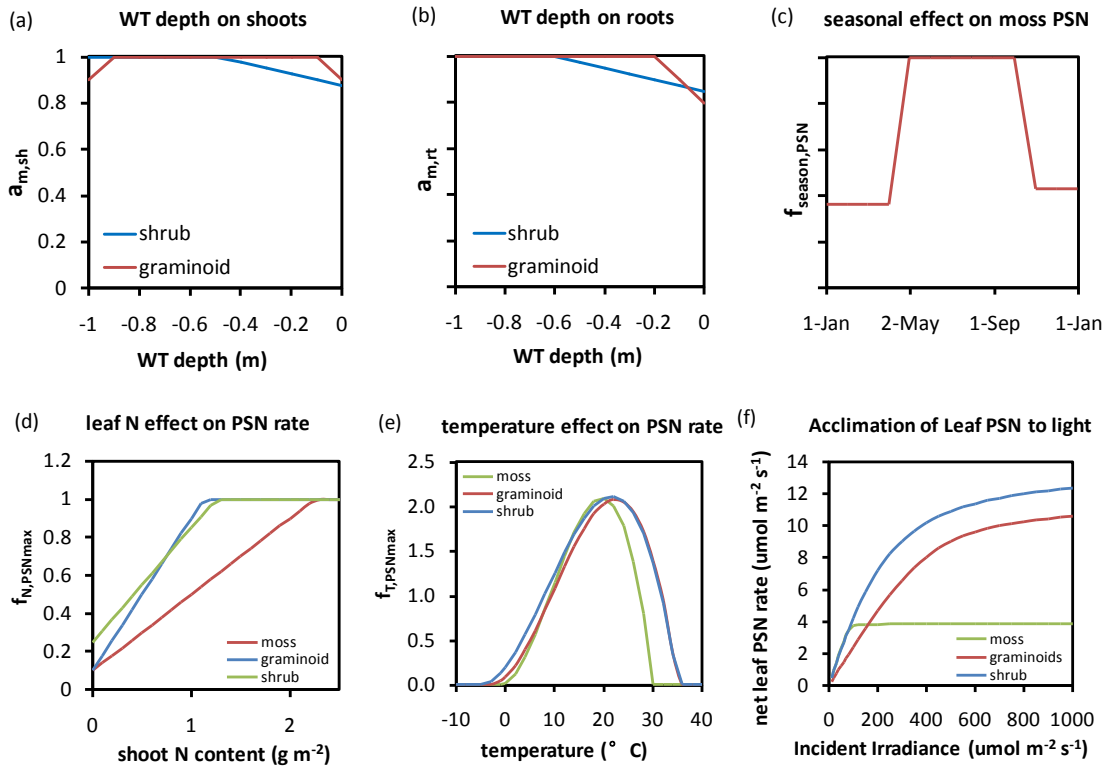 (a)
WT depth on shoots
1
0.8
0.6
0.4
0.2
0
a_m,sh
shrub
graminoid
-1 -0.8 -0.6 -0.4 -0.2 0
WT depth (m)
(b)
WT depth on roots
a_m,rt
shrub
graminoid
-1 -0.8 -0.6 -0.4 -0.2 0
WT depth (m)
(c)
seasonal effect on moss PSN
f_season,PSN
1-Jan 2-May 1-Sep 1-Jan
(d)
leaf N effect on PSN rate
1.2
1
0.8
0.6
0.4
0.2
0
f_N,PSNmax
moss
graminoid
shrub
0 1 2
shoot N content (g m⁻²)
(e)
temperature effect on PSN rate
2.5
2.0
1.5
1.0
0.5
0.0
f_T,PSNmax
moss
graminoid
shrub
-10 0 10 20 30 40
temperature (° C)
(f)
Acclimation of Leaf PSN to light
14
12
10
8
6
4
2
0
net leaf PSN rate (umol m⁻² s⁻¹)
moss
graminoids
shrub
0 200 400 600 800 1000
Incident Irradiance (umol m⁻² s⁻¹)